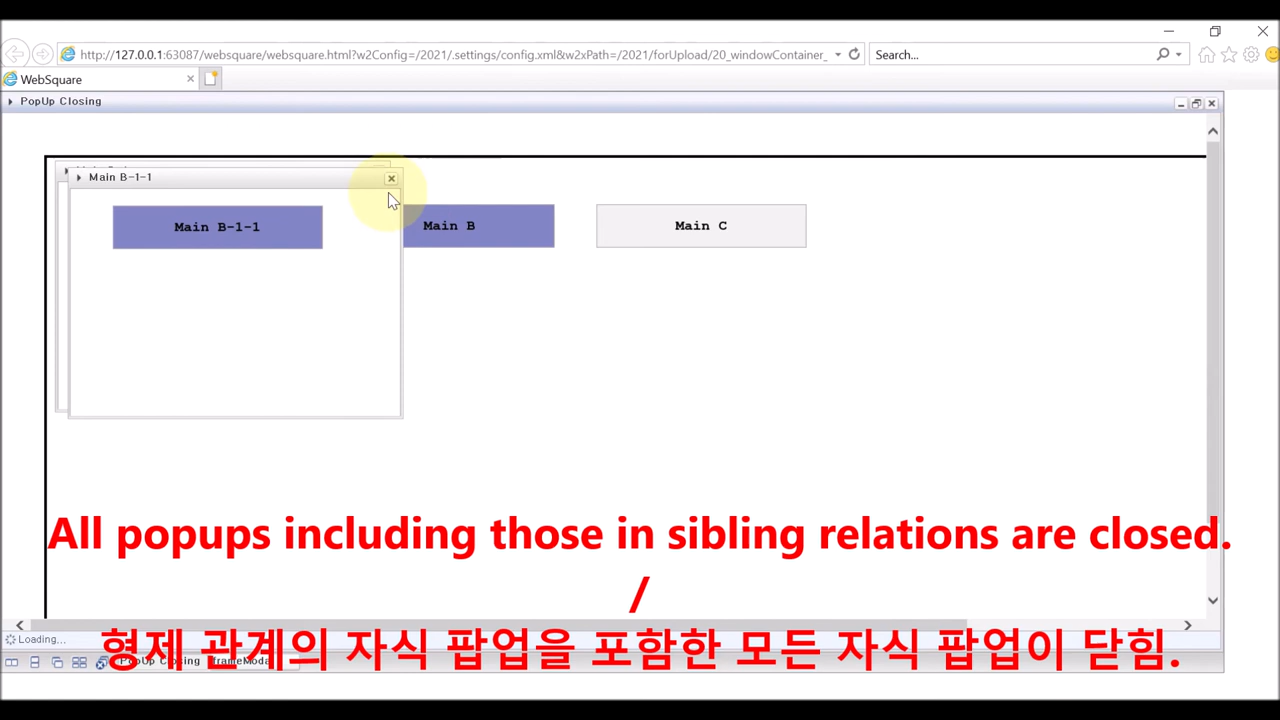 http://127.0.0.1:63087/websquare/websquare.html?w2Config=/2021/.settings/config.xml&w2xPath=/2021/forUpload/20_windowContainer_
Search...
WebSquare
PopUp Closing
Main B-1-1
Main B-1-1
Main B
Main C
All popups including those in sibling relations are closed.
/
Loading...
형제 관계의 자식 팝업을 포함한 모든 자식 팝업이 닫힘.
PopUp Closing